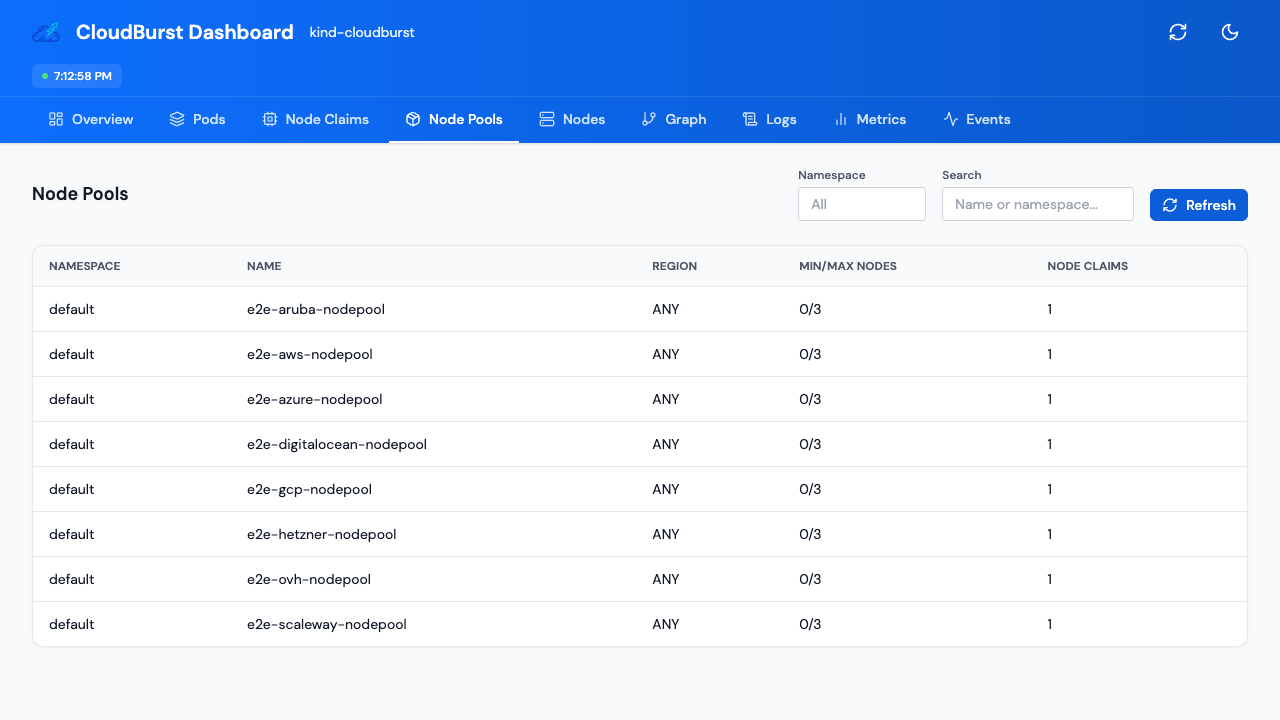 CloudBurst Dashboard kind-cloudburst
7:12:58 PM
Overview Pods Node Claims Node Pools Nodes Graph Logs Metrics Events
Node Pools
Namespace Search
All Name or namespace... Refresh
NAMESPACE NAME REGION MIN/MAX NODES NODE CLAIMS
default e2e-aruba-nodepool ANY 0/3 1
default e2e-aws-nodepool ANY 0/3 1
default e2e-azure-nodepool ANY 0/3 1
default e2e-digitalocean-nodepool ANY 0/3 1
default e2e-gcp-nodepool ANY 0/3 1
default e2e-hetzner-nodepool ANY 0/3 1
default e2e-ovh-nodepool ANY 0/3 1
default e2e-scaleway-nodepool ANY 0/3 1